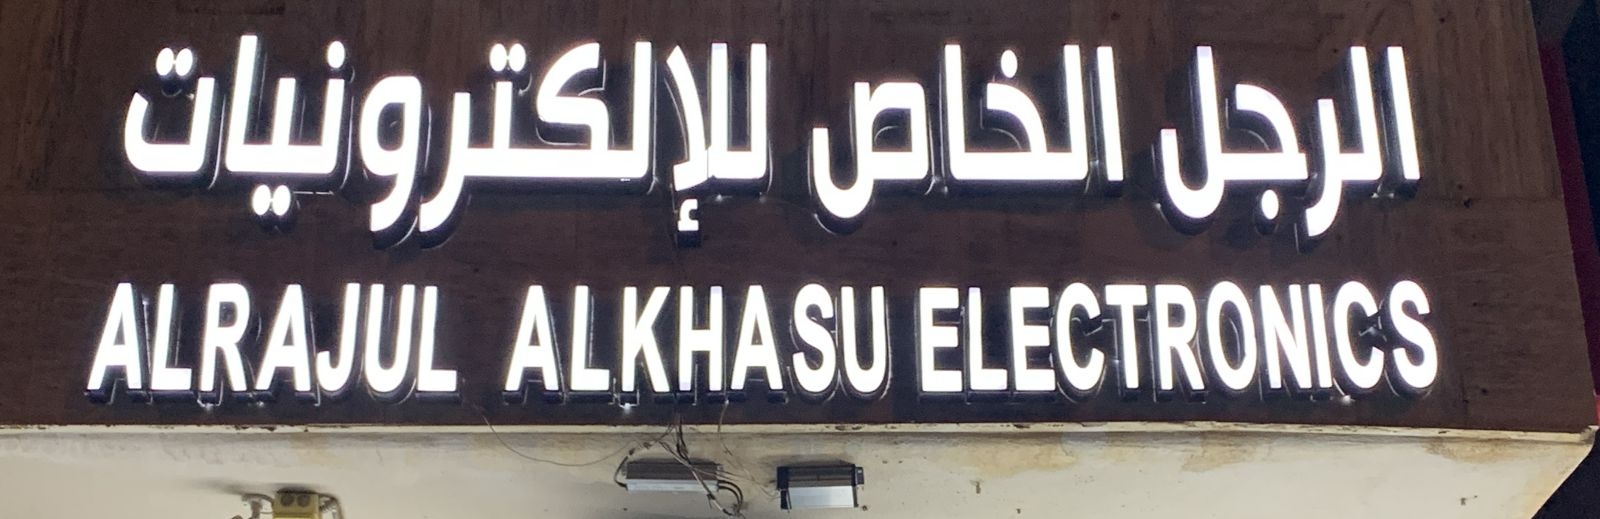 الرجل الخاص للإلكترونيات
ALRAJUL ALKHASU ELECTRONICS